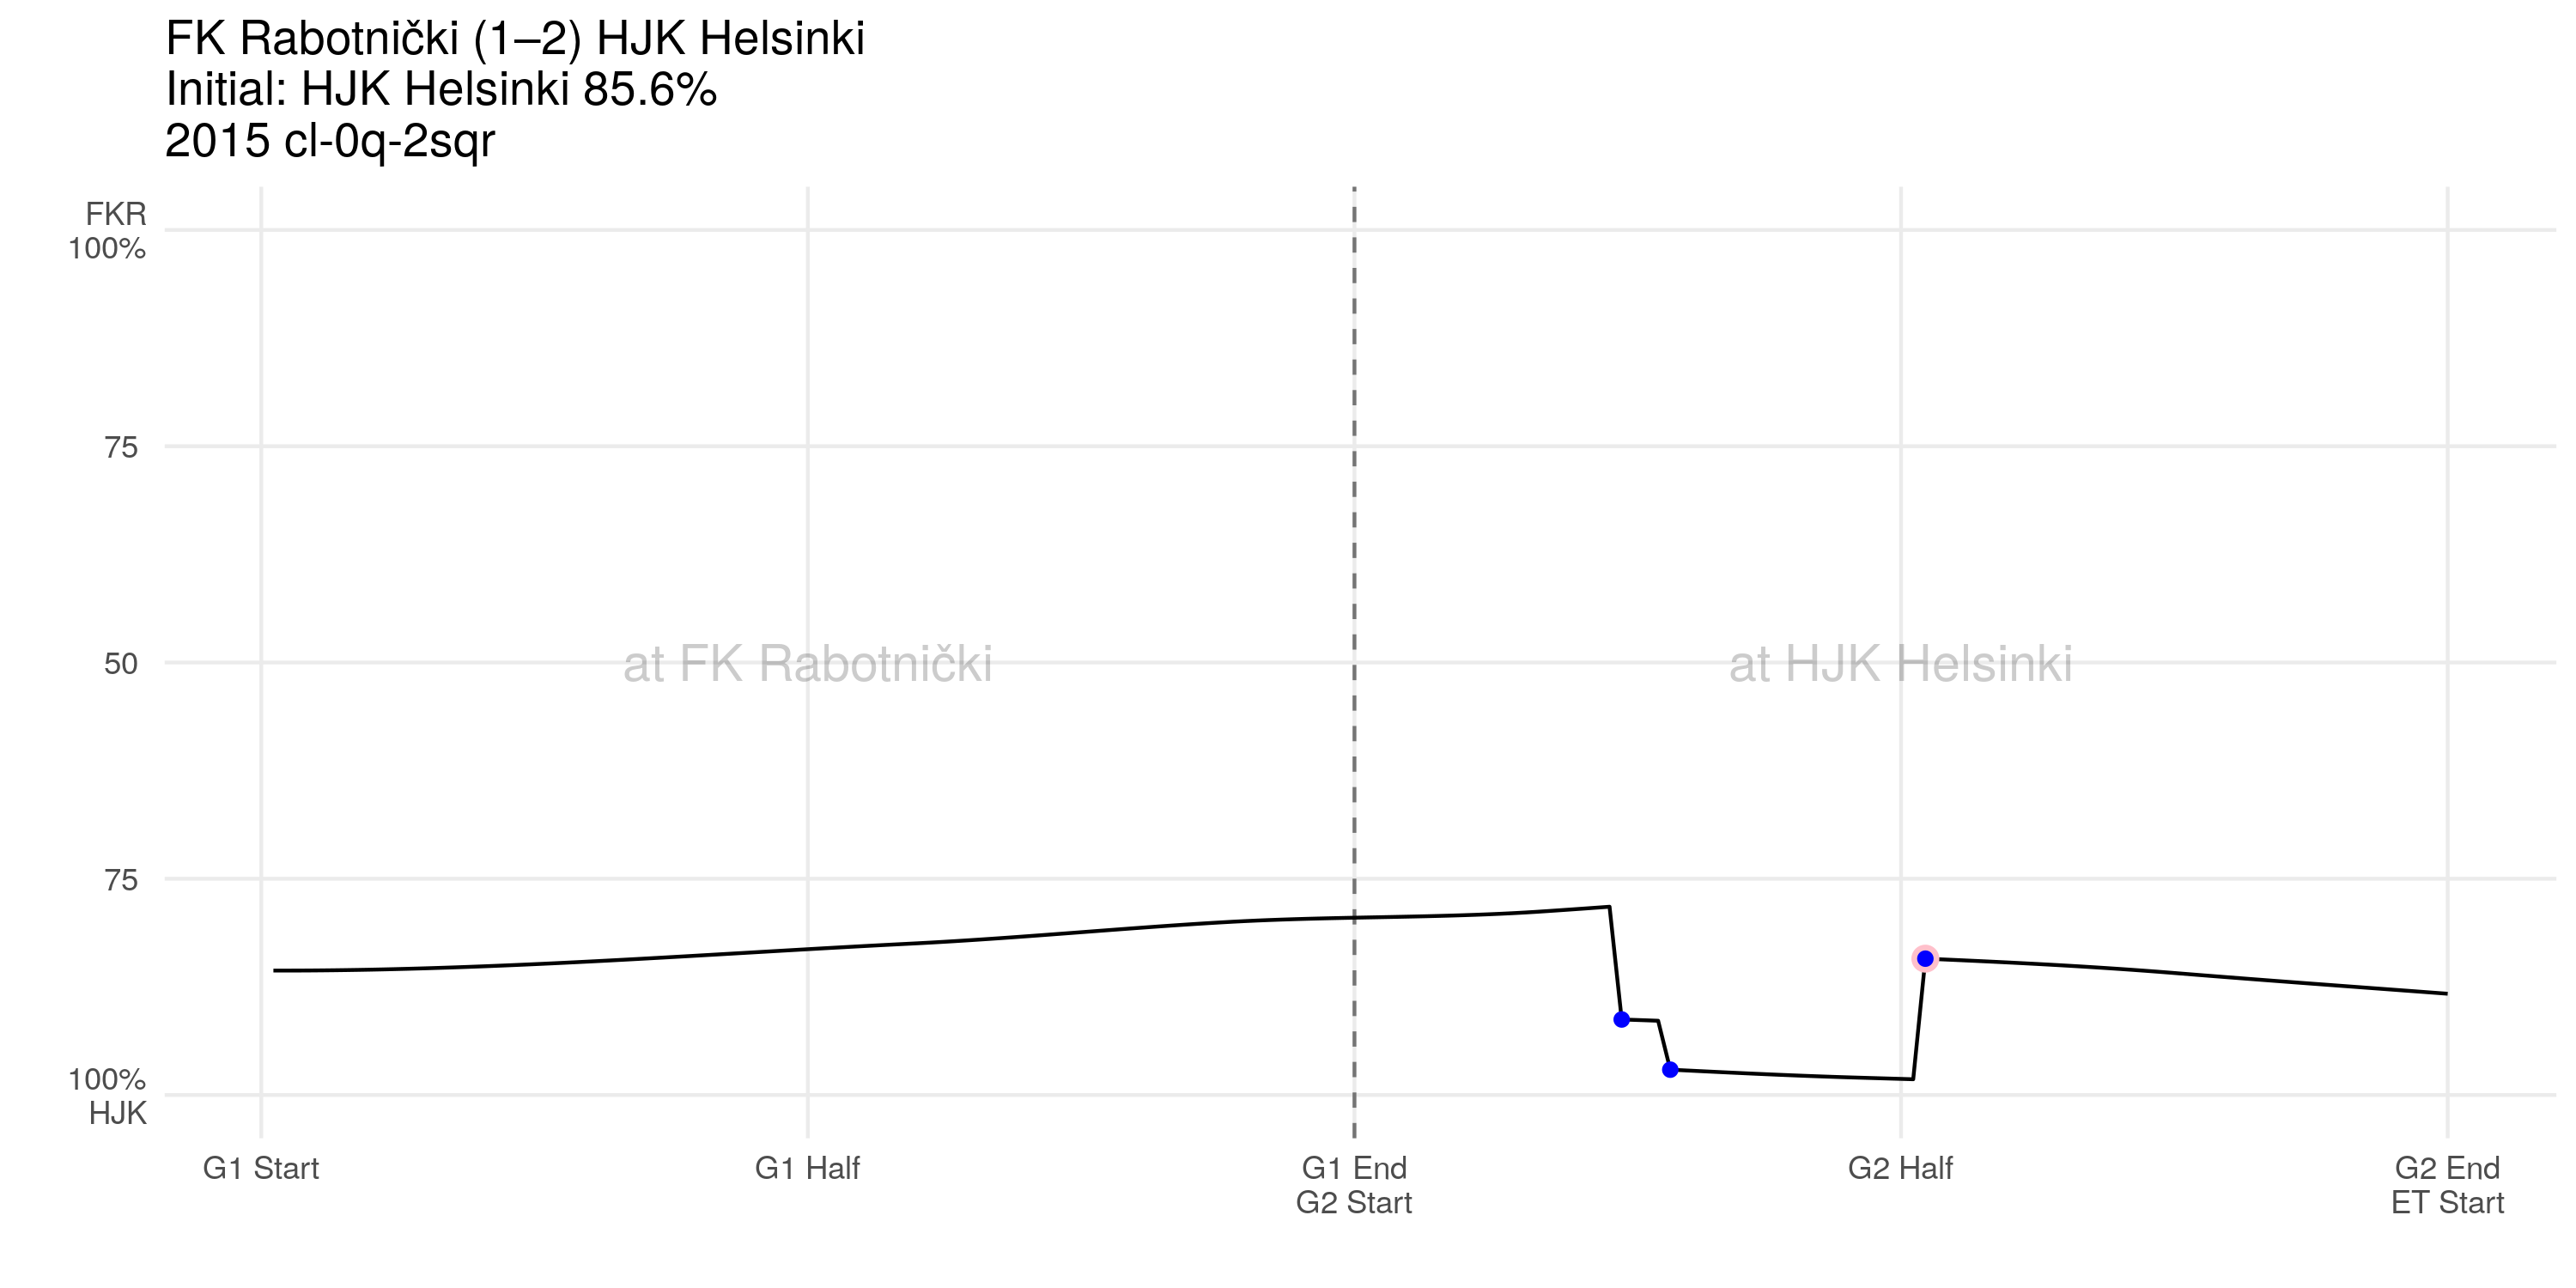 FK Rabotnički (1–2) HJK Helsinki
Initial: HJK Helsinki 85.6%
2015 cl-0q-2sqr
FKR
100%
75
50
75
100%
HJK
at FK Rabotnički
at HJK Helsinki
G1 Start
G1 Half
G1 End
G2 Start
G2 Half
G2 End
ET Start